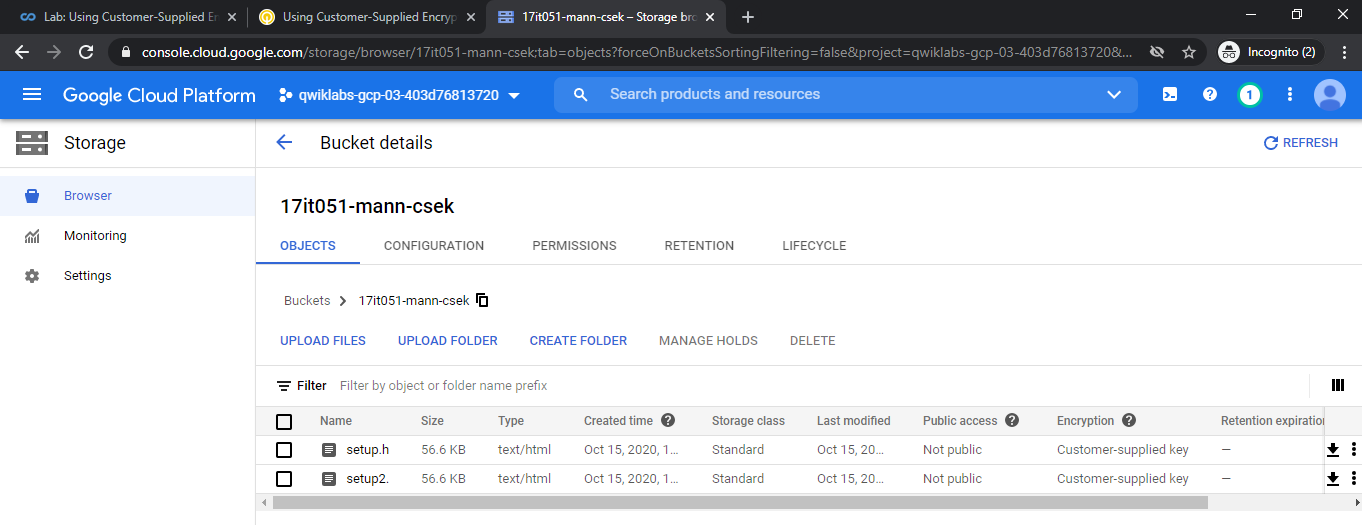 Lab: Using Customer-Supplied En
Using Customer-Supplied Encryp
17it051-mann-csek – Storage bro
console.cloud.google.com/storage/browser/17it051-mann-csek;tab=objects?forceOnBucketsSortingFiltering=false&project=qwiklabs-gcp-03-403d76813720&...
Incognito (2)
Google Cloud Platform
qwiklabs-gcp-03-403d76813720
Search products and resources
1
Storage
Bucket details
REFRESH
Browser
Monitoring
Settings
17it051-mann-csek
OBJECTS CONFIGURATION PERMISSIONS RETENTION LIFECYCLE
Buckets > 17it051-mann-csek
UPLOAD FILES UPLOAD FOLDER CREATE FOLDER MANAGE HOLDS DELETE
Filter Filter by object or folder name prefix
Name Size Type Created time Storage class Last modified Public access Encryption Retention expiration
setup.h 56.6 KB text/html Oct 15, 2020, 1... Standard Oct 15, 20... Not public Customer-supplied key —
setup2. 56.6 KB text/html Oct 15, 2020, 1... Standard Oct 15, 20... Not public Customer-supplied key —